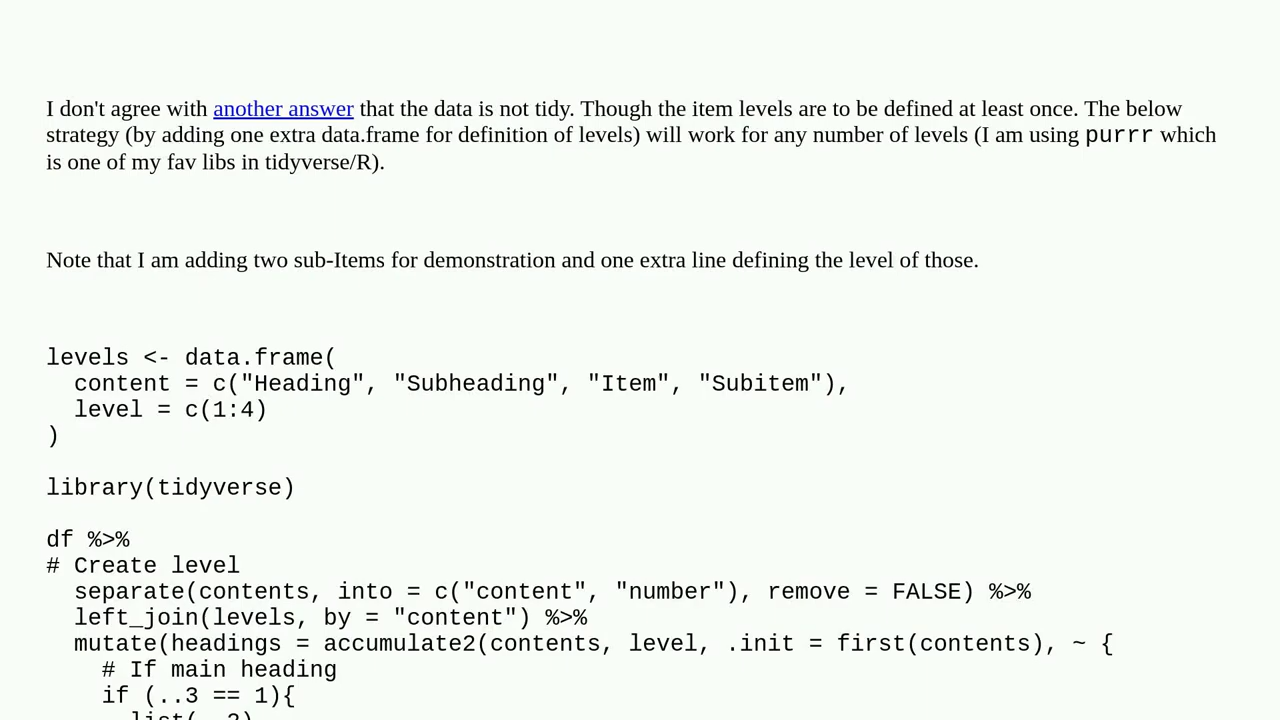 I don't agree with another answer that the data is not tidy. Though the item levels are to be defined at least once. The below
strategy (by adding one extra data.frame for definition of levels) will work for any number of levels (I am using purrr which
is one of my fav libs in tidyverse/R).
Note that I am adding two sub-Items for demonstration and one extra line defining the level of those.
levels <- data.frame(
  content = c("Heading", "Subheading", "Item", "Subitem"),
  level = c(1:4)
)
library(tidyverse)
df %>%
# Create level
  separate(contents, into = c("content", "number"), remove = FALSE) %>%
  left_join(levels, by = "content") %>%
  mutate(headings = accumulate2(contents, level, .init = first(contents), ~ {
    # If main heading
    if (..3 == 1){
      list(..2)